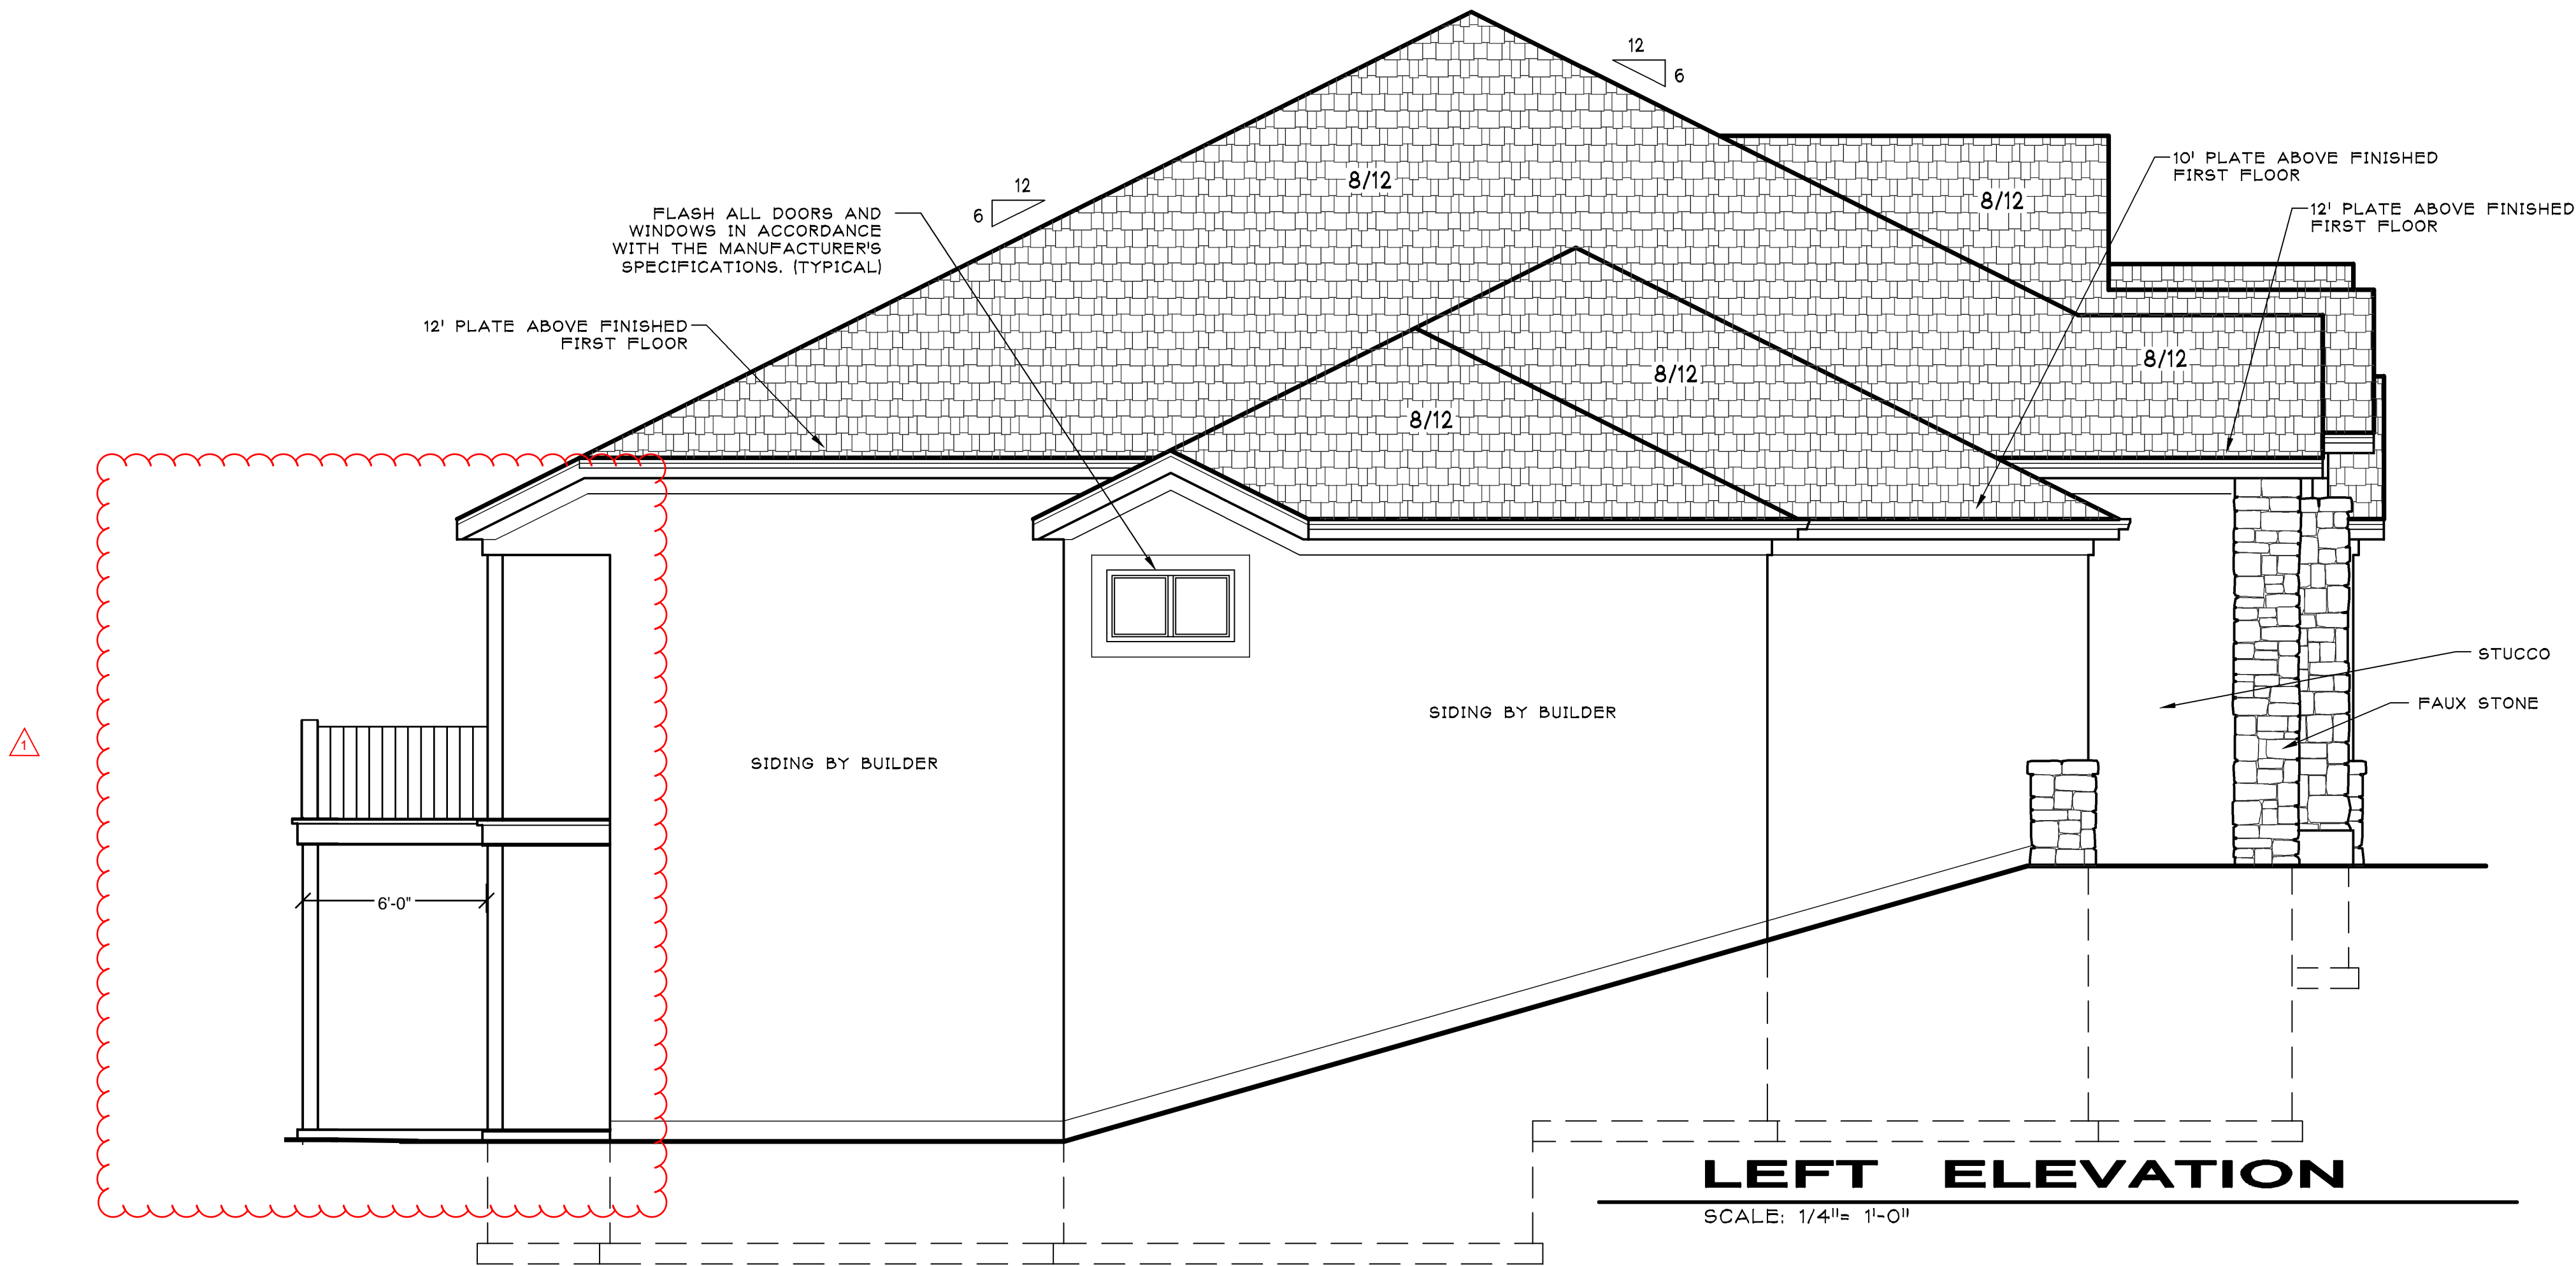 12
6
10' PLATE ABOVE FINISHED
FIRST FLOOR
8/12
8/12
12
6
12' PLATE ABOVE FINISHED
FIRST FLOOR
FLASH ALL DOORS AND
WINDOWS IN ACCORDANCE
WITH THE MANUFACTURER'S
SPECIFICATIONS. (TYPICAL)
12' PLATE ABOVE FINISHED
FIRST FLOOR
8/12
8/12
8/12
STUCCO
FAUX STONE
SIDING BY BUILDER
1
SIDING BY BUILDER
6'-0"
LEFT ELEVATION
SCALE: 1/4"= 1'-0"